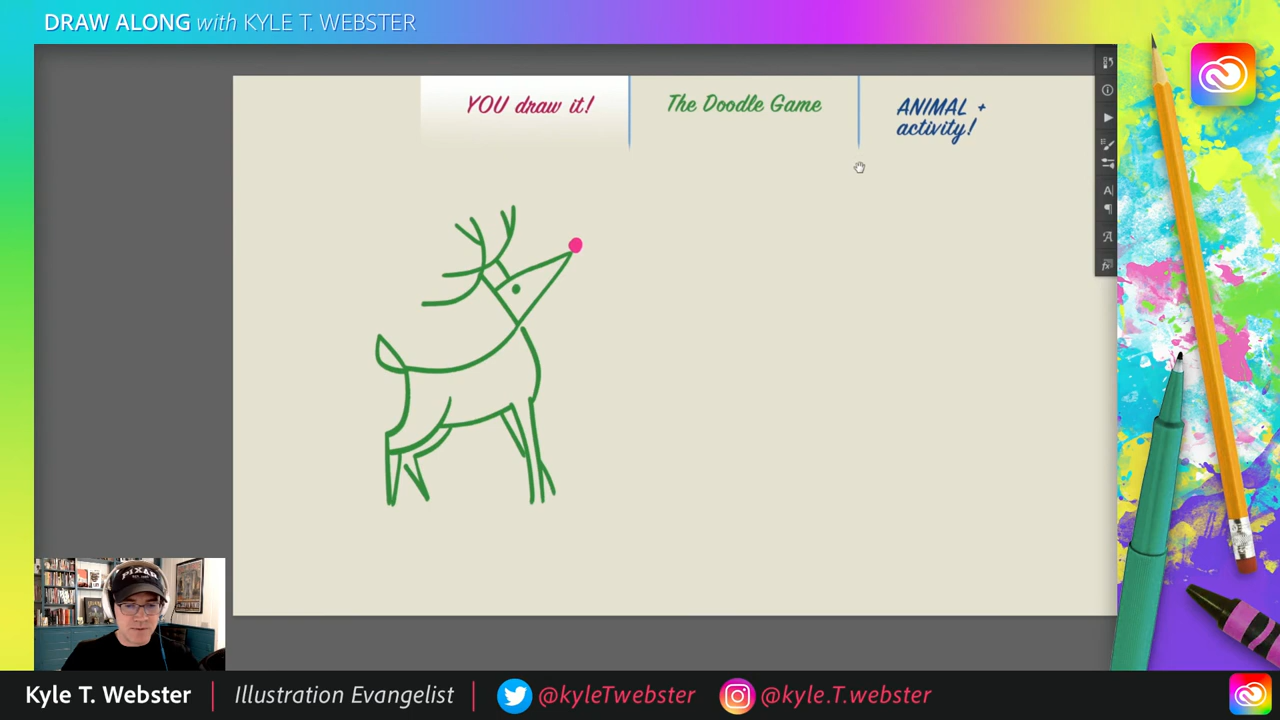 DRAW ALONG with KYLE T. WEBSTER
YOU draw it!
The Doodle Game
ANIMAL +
activity!
PIXAR
Kyle T. Webster | Illustration Evangelist | @kyleTwebster @kyle.T.webster